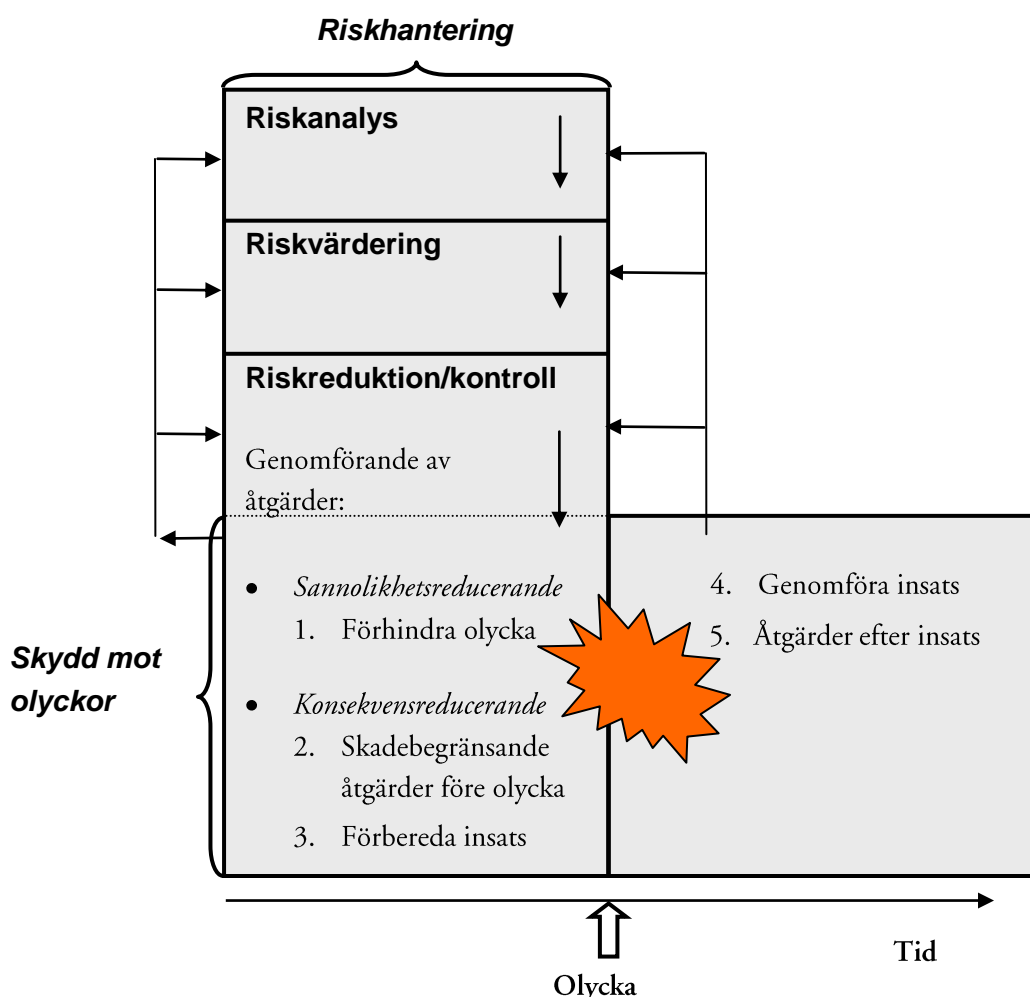 Riskhantering
Riskanalys
Riskvärdering
Riskreduktion/kontroll
Genomförande av
åtgärder:
Skydd mot
olyckor
• Sannolikhetsreducerande
1. Förhindra olycka
• Konsekvensreducerande
2. Skadebegränsande
åtgärder före olycka
3. Förbereda insats
4. Genomföra insats
5. Åtgärder efter insats
Tid
Olycka